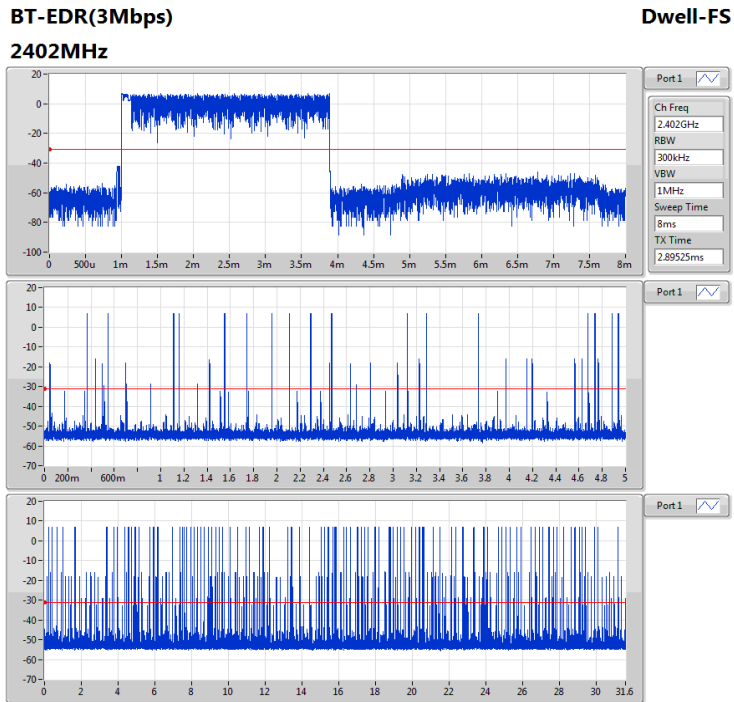 BT-EDR(3Mbps) Dwell-FS
2402MHz
20
0
-20
-40
-60
-80
-100
0 500u 1m 1.5m 2m 2.5m 3m 3.5m 4m 4.5m 5m 5.5m 6m 6.5m 7m 7.5m 8m
Port 1
Ch Freq
2.402GHz
RBW
300kHz
VBW
1MHz
Sweep Time
8ms
TX Time
2.89525ms
20
10
0
-10
-20
-30
-40
-50
-60
-70
0 200m 600m 1 1.2 1.4 1.6 1.8 2 2.2 2.4 2.6 2.8 3 3.2 3.4 3.6 3.8 4 4.2 4.4 4.6 4.8 5
Port 1
20
10
0
-10
-20
-30
-40
-50
-60
-70
0 2 4 6 8 10 12 14 16 18 20 22 24 26 28 30 31.6
Port 1